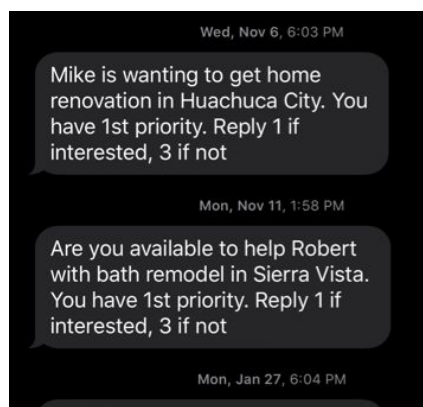 Wed, Nov 6, 6:03 PM
Mike is wanting to get home
renovation in Huachuca City. You
have 1st priority. Reply 1 if
interested, 3 if not
Mon, Nov 11, 1:58 PM
Are you available to help Robert
with bath remodel in Sierra Vista.
You have 1st priority. Reply 1 if
interested, 3 if not
Mon, Jan 27, 6:04 PM